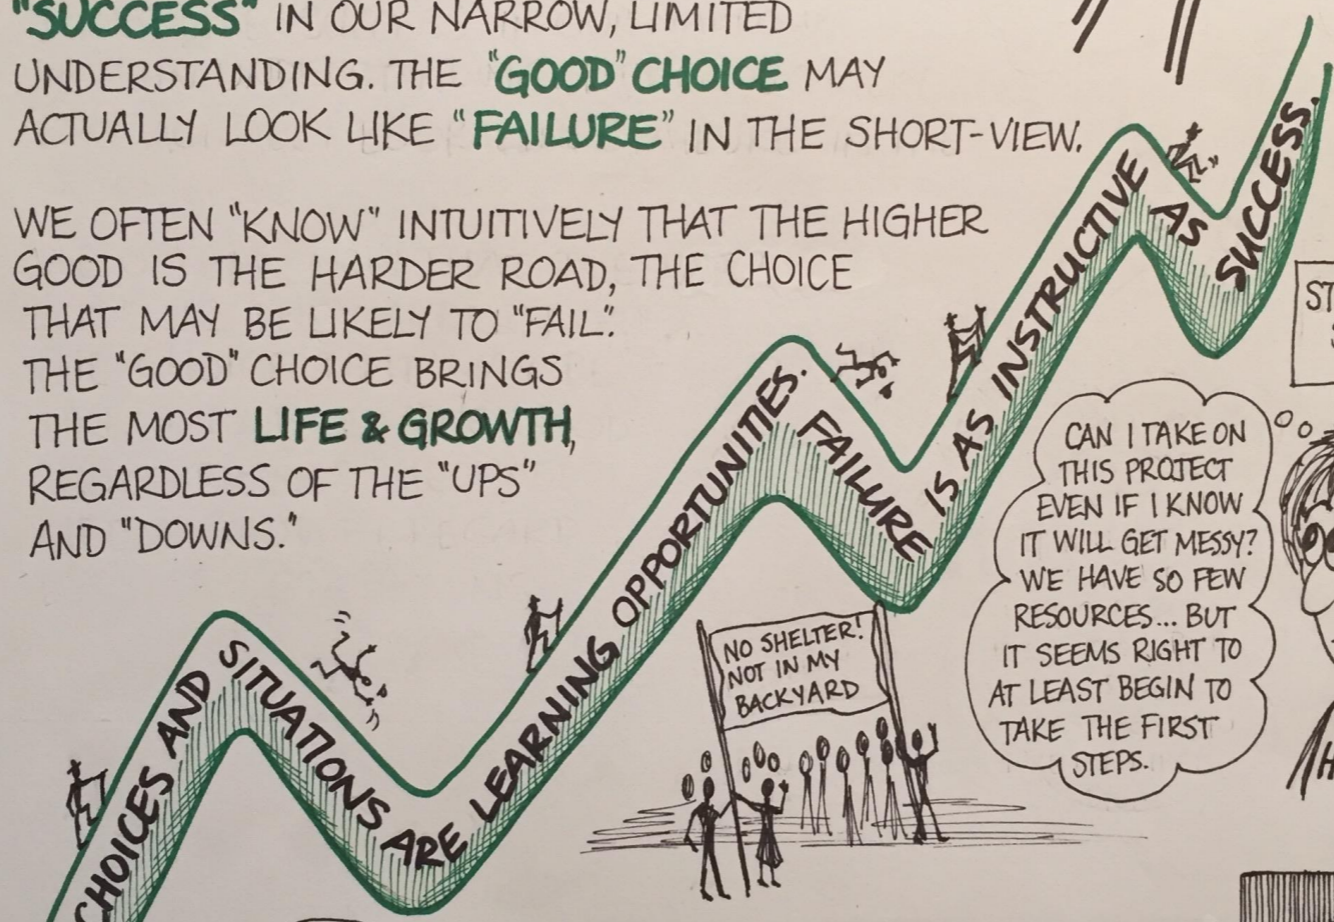 "SUCCESS" IN OUR NARROW, LIMITED
UNDERSTANDING. THE "GOOD" CHOICE MAY
ACTUALLY LOOK LIKE "FAILURE" IN THE SHORT-VIEW.
WE OFTEN "KNOW" INTUITIVELY THAT THE HIGHER
GOOD IS THE HARDER ROAD, THE CHOICE
THAT MAY BE LIKELY TO "FAIL".
THE "GOOD" CHOICE BRINGS
THE MOST LIFE & GROWTH,
REGARDLESS OF THE "UPS"
AND "DOWNS."
CHOICES AND SITUATIONS ARE LEARNING OPPORTUNITIES. FAILURE IS AS INSTRUCTIVE AS SUCCESS.
NO SHELTER!
NOT IN MY
BACKYARD
CAN I TAKE ON
THIS PROJECT
EVEN IF I KNOW
IT WILL GET MESSY?
WE HAVE SO FEW
RESOURCES... BUT
IT SEEMS RIGHT TO
AT LEAST BEGIN TO
TAKE THE FIRST
STEPS.